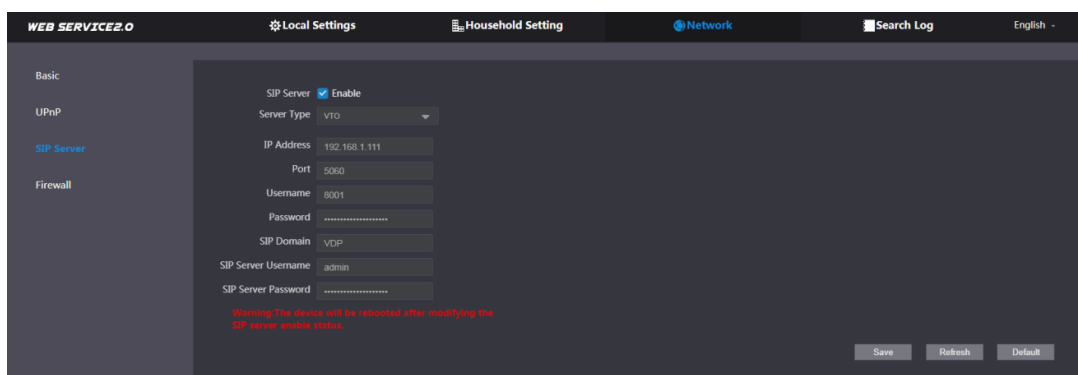 WEB SERVICE2.0 Local Settings Household Setting Network Search Log English
Basic
UPnP
SIP Server
Firewall
SIP Server Enable
Server Type VTO
IP Address 192.168.1.111
Port 5060
Username 8001
Password ••••••••••••••••••••
SIP Domain VDP
SIP Server Username admin
SIP Server Password ••••••••••••••••••••
Warning:The device will be rebooted after modifying the
SIP server enable status.
Save Refresh Default